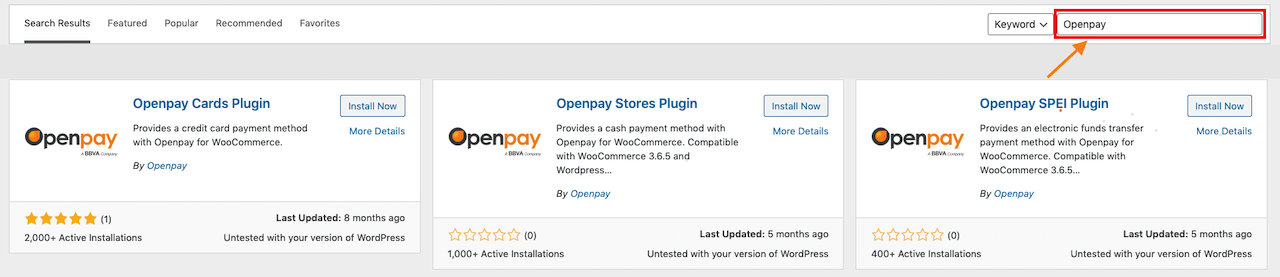 Search Results Featured Popular Recommended Favorites Keyword Openpay
Openpay Cards Plugin
Install Now
More Details
Provides a credit card payment method
with Openpay for WooCommerce.
By Openpay
Openpay
A BBVA Company
(1)
Last Updated: 8 months ago
2,000+ Active Installations
Untested with your version of WordPress
Openpay Stores Plugin
Install Now
More Details
Provides a cash payment method with
Openpay for WooCommerce. Compatible
with WooCommerce 3.6.5 and
Wordpress...
By Openpay
Openpay
A BBVA Company
(0)
Last Updated: 5 months ago
1,000+ Active Installations
Untested with your version of WordPress
Openpay SPEI Plugin
Install Now
More Details
Provides an electronic funds transfer
payment method with Openpay for
WooCommerce. Compatible with
WooCommerce 3.6.5...
By Openpay
Openpay
A BBVA Company
(0)
Last Updated: 5 months ago
400+ Active Installations
Untested with your version of WordPress